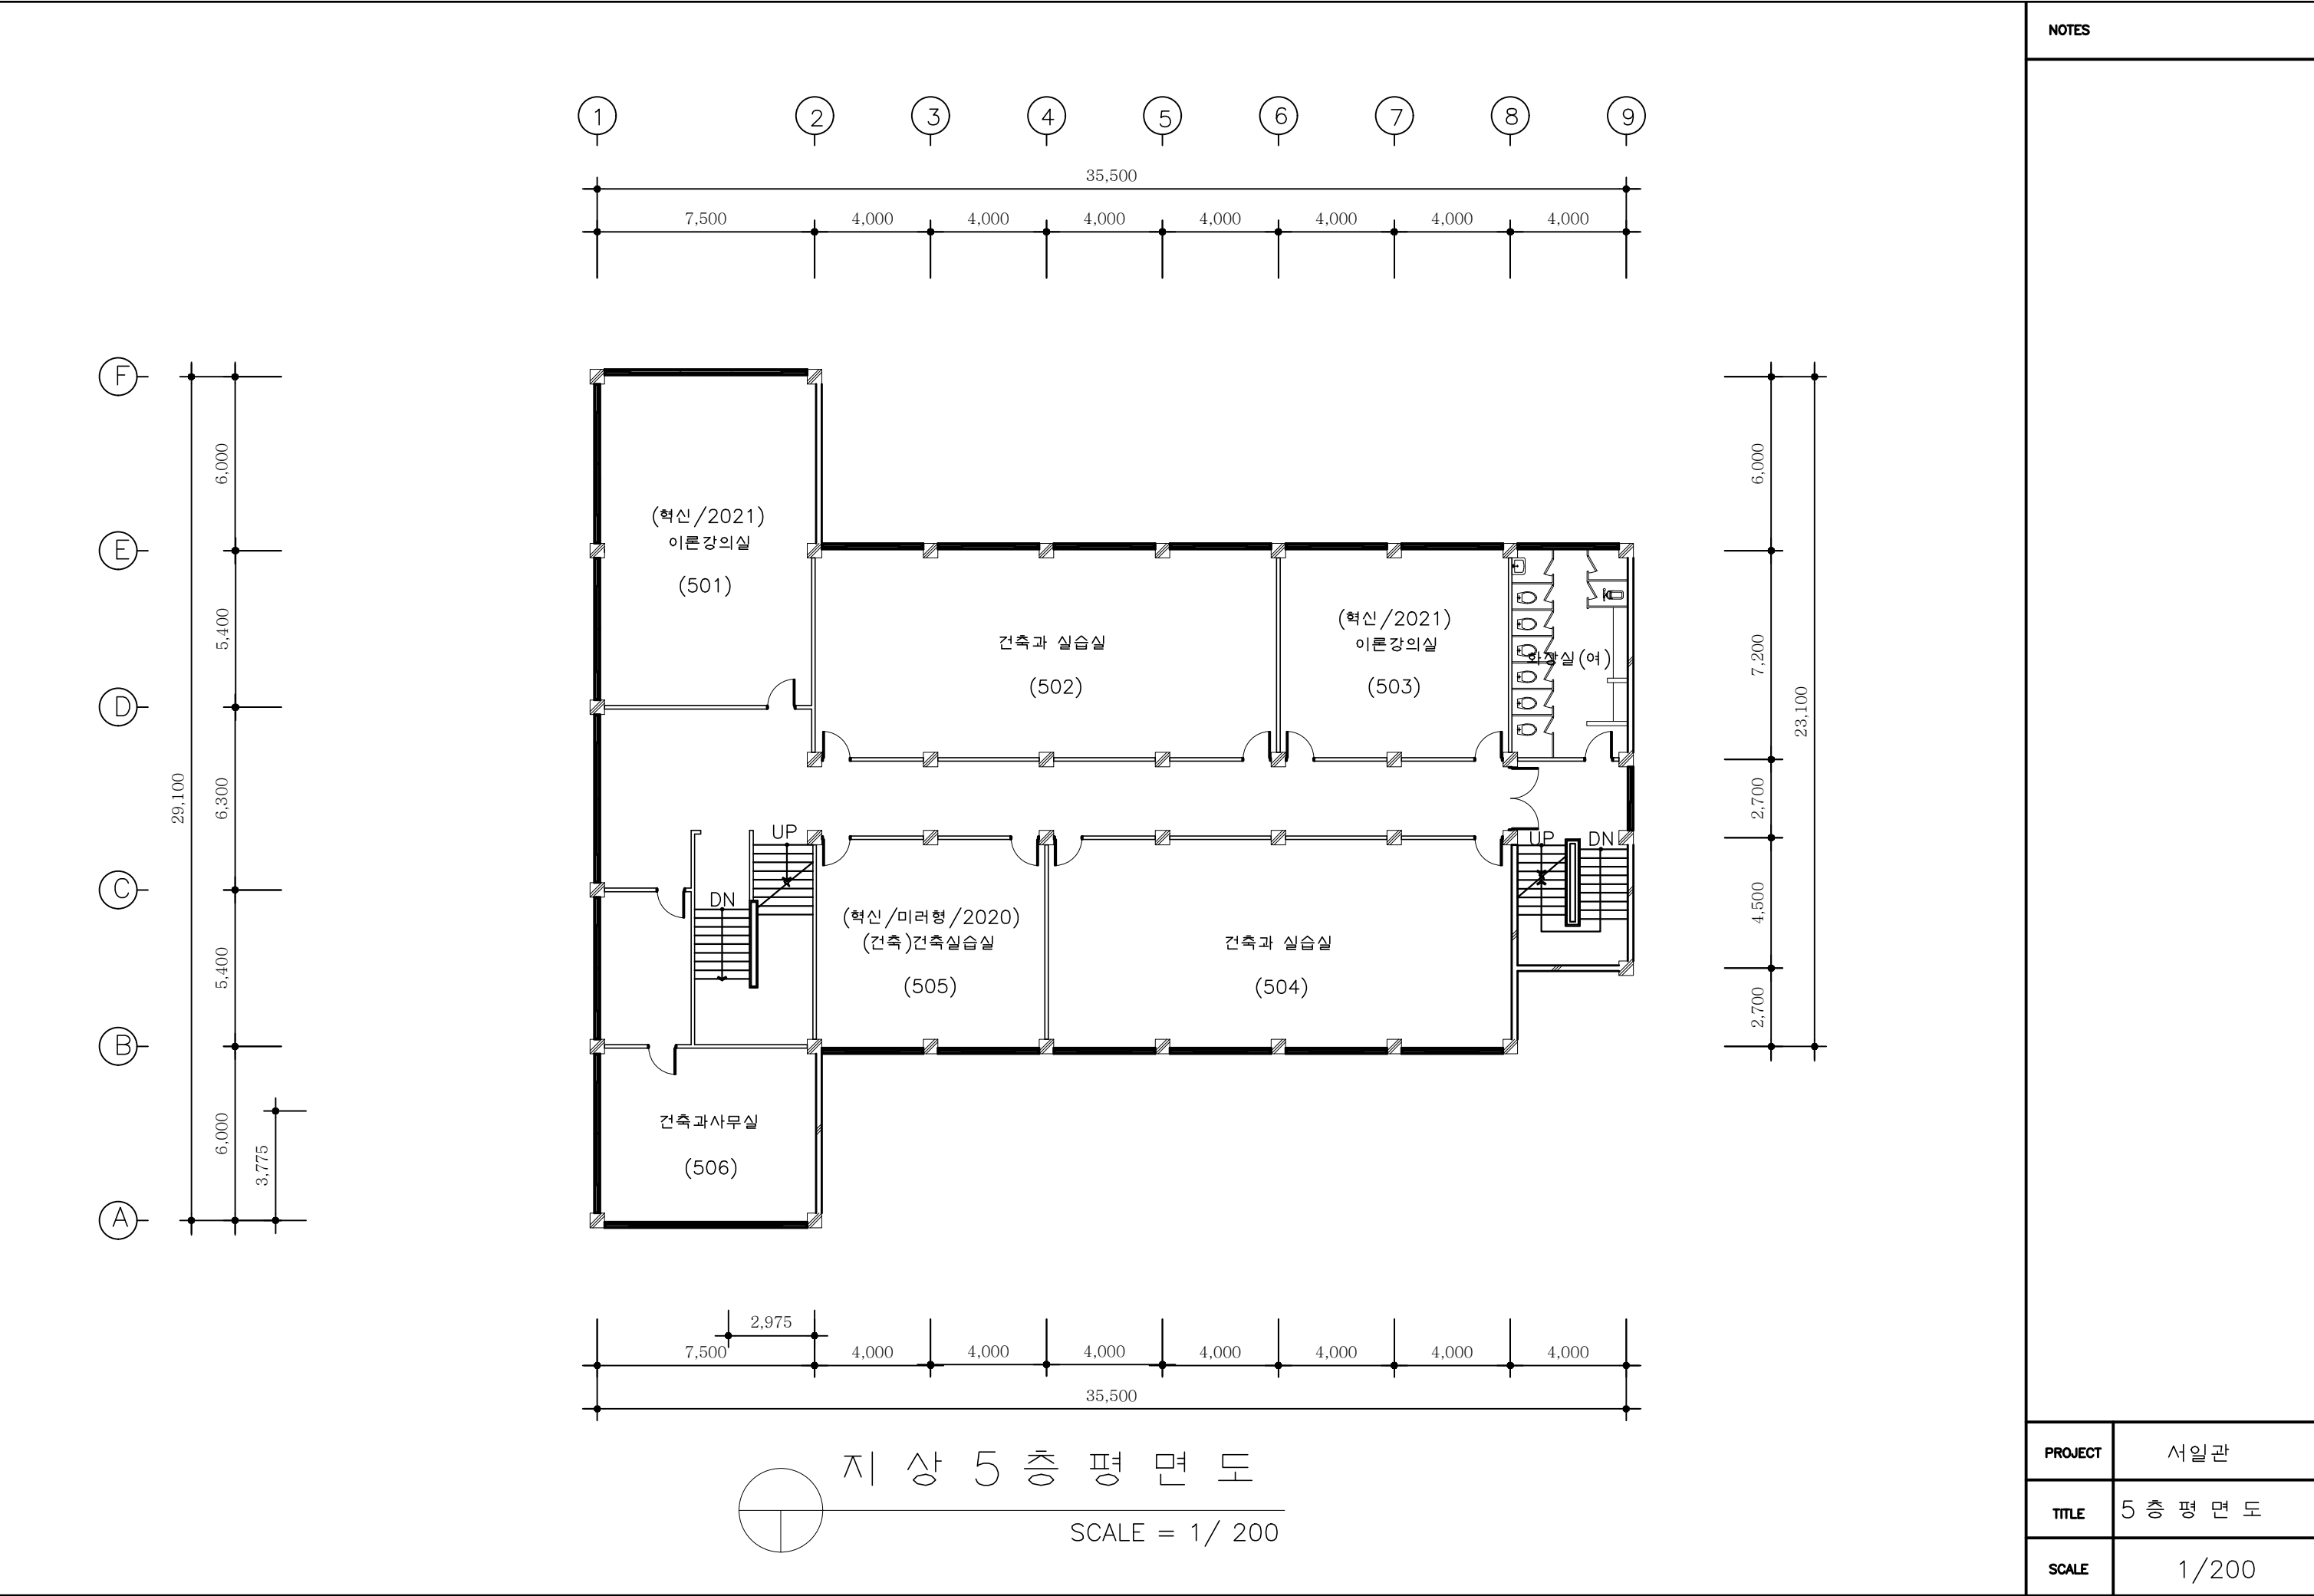 NOTES
1 2 3 4 5 6 7 8 9
35,500
7,500 4,000 4,000 4,000 4,000 4,000 4,000 4,000
F
E
D
C
B
A
29,100
6,000
5,400
6,300
5,400
6,000
3,775
6,000
7,200
2,700
4,500
2,700
23,100
(혁신/2021)
이론강의실
(501)
건축과 실습실
(502)
(혁신/2021)
이론강의실
(503)
화장실(여)
UP
DN
UP DN
(혁신/미러형/2020)
(건축)건축실습실
(505)
건축과 실습실
(504)
건축과사무실
(506)
2,975
7,500 4,000 4,000 4,000 4,000 4,000 4,000 4,000
35,500
지 상 5 층 평 면 도
SCALE = 1/ 200
PROJECT 서일관
TITLE 5 층 평 면 도
SCALE 1/200